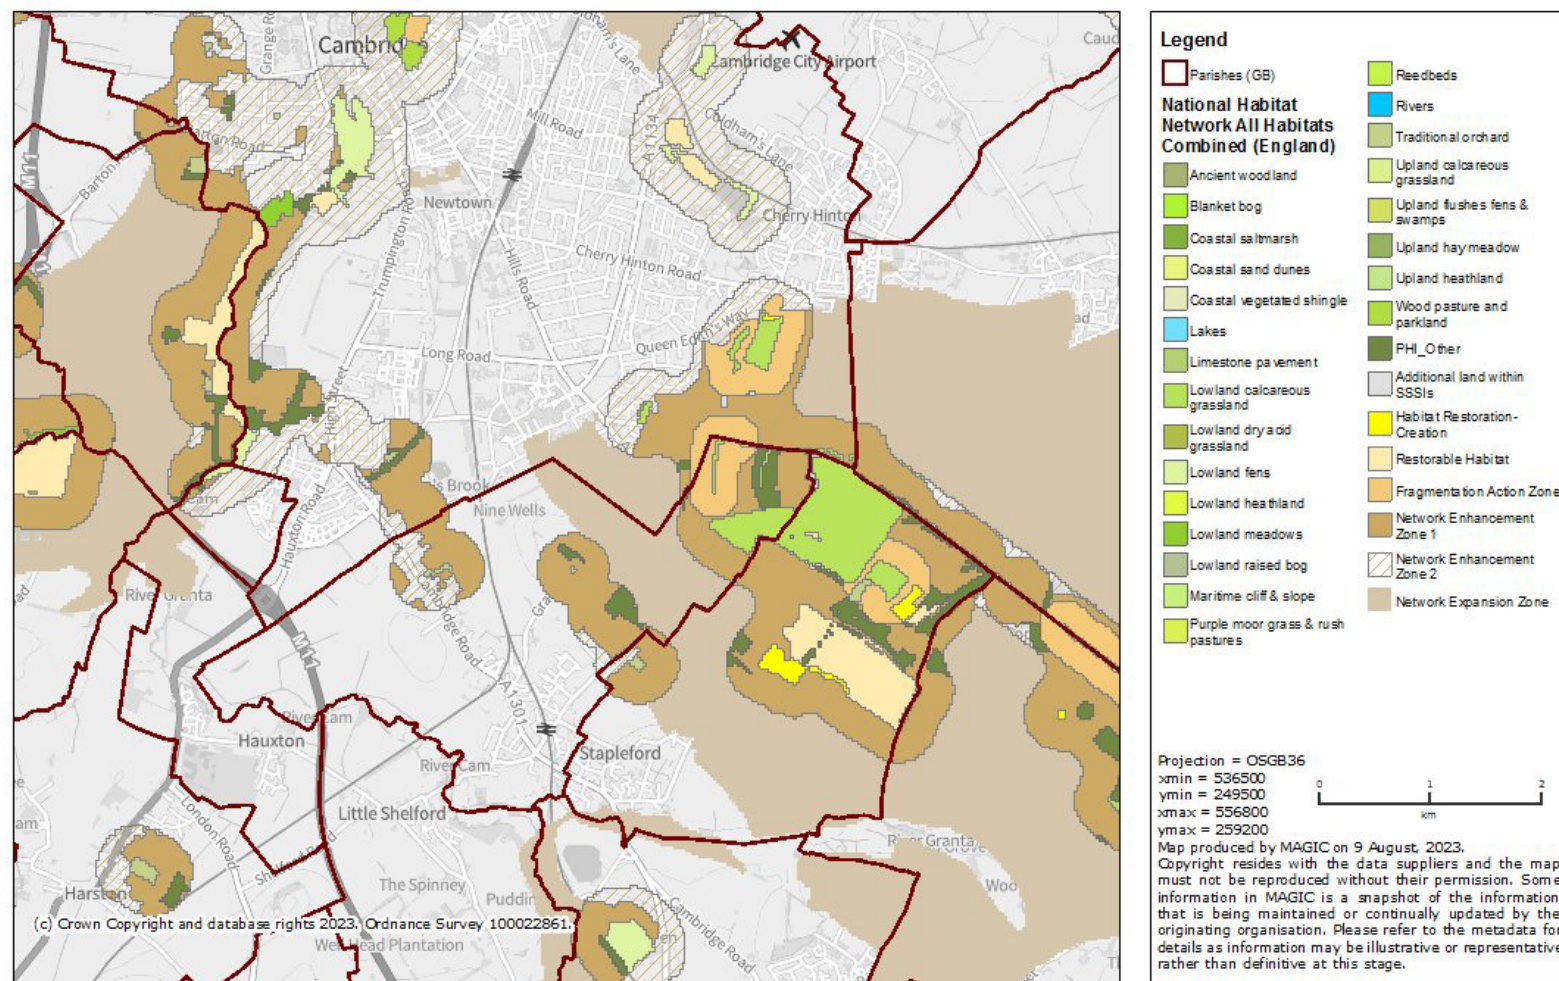 Cambridge
Grange R
Cambridge City Airport
Mill Road
A1134
Coldham's Lane
Barton Road
M11
Newtown
Cherry Hinton
Trumpington Ro
Hills Road
Cherry Hinton Road
Queen Edith's Way
Long Road
High Street
Nine Wells
Hauxton Road
M11
Cambridge Road
A1301
Hauxton
Stapleford
Little Shelford
London Road
Shelford Road
The Spinney
River Granta
Woo
Cambridge Road
(c) Crown Copyright and database rights 2023. Ordnance Survey 100022861.
Legend
Parishes (GB)
National Habitat
Network All Habitats
Combined (England)
Ancient woodland
Blanket bog
Coastal saltmarsh
Coastal sand dunes
Coastal vegetated shingle
Lakes
Limestone pavement
Lowland calcareous
grassland
Lowland dry acid
grassland
Lowland fens
Lowland heathland
Lowland meadows
Lowland raised bog
Maritime cliff & slope
Purple moor grass & rush
pastures
Reedbeds
Rivers
Traditional orchard
Upland calcareous
grassland
Upland flushes fens &
swamps
Upland hay meadow
Upland heathland
Wood pasture and
parkland
PHI_Other
Additional land within
SSSIs
Habitat Restoration-
Creation
Restorable Habitat
Fragmentation Action Zone
Network Enhancement
Zone 1
Network Enhancement
Zone 2
Network Expansion Zone
Projection = OSGB36
xmin = 536500
ymin = 249500
xmax = 556800
ymax = 259200
0 1 2
km
Map produced by MAGIC on 9 August, 2023.
Copyright resides with the data suppliers and the map
must not be reproduced without their permission. Some
information in MAGIC is a snapshot of the information
that is being maintained or continually updated by the
originating organisation. Please refer to the metadata for
details as information may be illustrative or representative
rather than definitive at this stage.